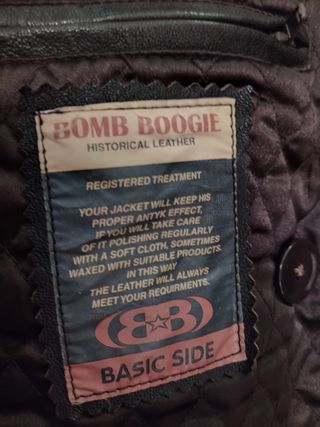 BOMB BOOGIE
HISTORICAL LEATHER
REGISTERED TREATMENT
YOUR JACKET WILL KEEP HIS
PROPER ANTYK EFFECT,
IF YOU WILL TAKE CARE
OF IT POLISHING REGULARLY
WITH A SOFT CLOTH, SOMETIMES
WAXED WITH SUITABLE PRODUCTS.
IN THIS WAY
THE LEATHER WILL ALWAYS
MEET YOUR REQUIRMENTS.
B★B
BASIC SIDE